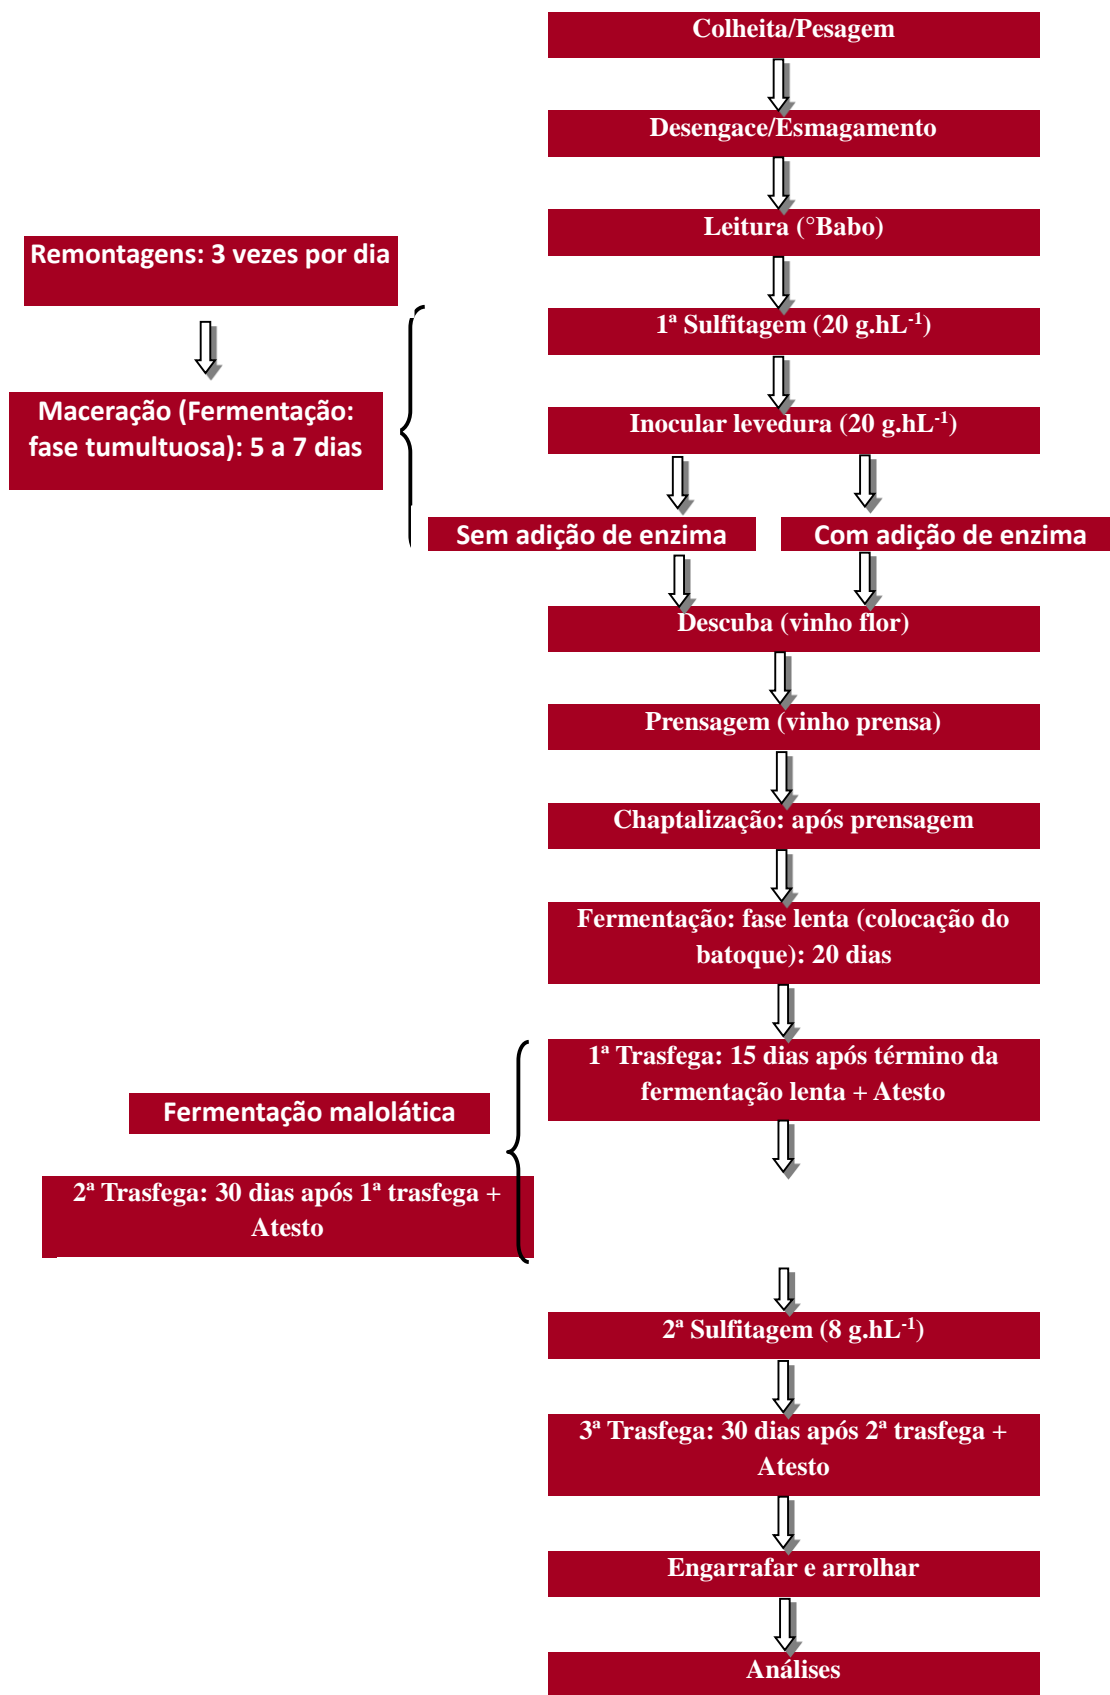 Colheita/Pesagem
Desengace/Esmagamento
Leitura (°Babo)
Remontagens: 3 vezes por dia
1ª Sulfitagem (20 g.hL⁻¹)
Maceração (Fermentação:
fase tumultuosa): 5 a 7 dias
Inocular levedura (20 g.hL⁻¹)
Sem adição de enzima
Com adição de enzima
Descuba (vinho flor)
Prensagem (vinho prensa)
Chaptalização: após prensagem
Fermentação: fase lenta (colocação do
batoque): 20 dias
1ª Trasfega: 15 dias após término da
fermentação lenta + Atesto
Fermentação malolática
2ª Trasfega: 30 dias após 1ª trasfega +
Atesto
2ª Sulfitagem (8 g.hL⁻¹)
3ª Trasfega: 30 dias após 2ª trasfega +
Atesto
Engarrafar e arrolhar
Análises